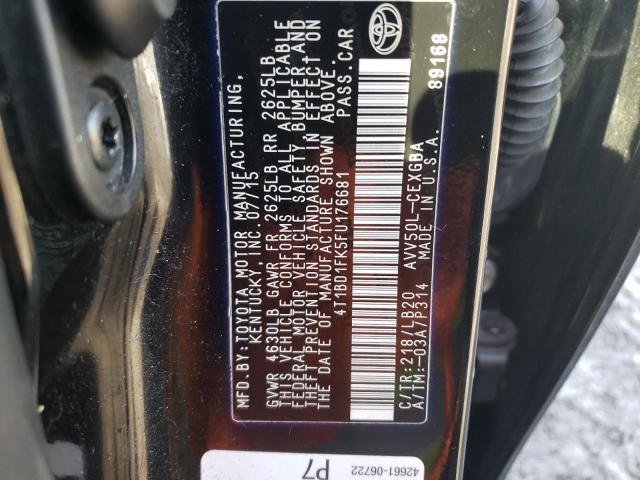 MFD.BY:TOYOTA MOTOR MANUFACTURING,
KENTUCKY, INC. 07/15
GVWR 4630LB GAWR FR 2625LB RR 2625LB
THIS VEHICLE CONFORMS TO ALL APPLICABLE
FEDERAL MOTOR VEHICLE SAFETY, BUMPER, AND
THEFT PREVENTION STANDARDS IN EFFECT ON
THE DATE OF MANUFACTURE SHOWN ABOVE.
4T1BD1FK5FU176681 PASS.CAR
C/TR:218/LB20 AVV50L-CEXGBA
A/TM:-03A/P314 MADE IN U.S.A. 89168
42661-06722
P7